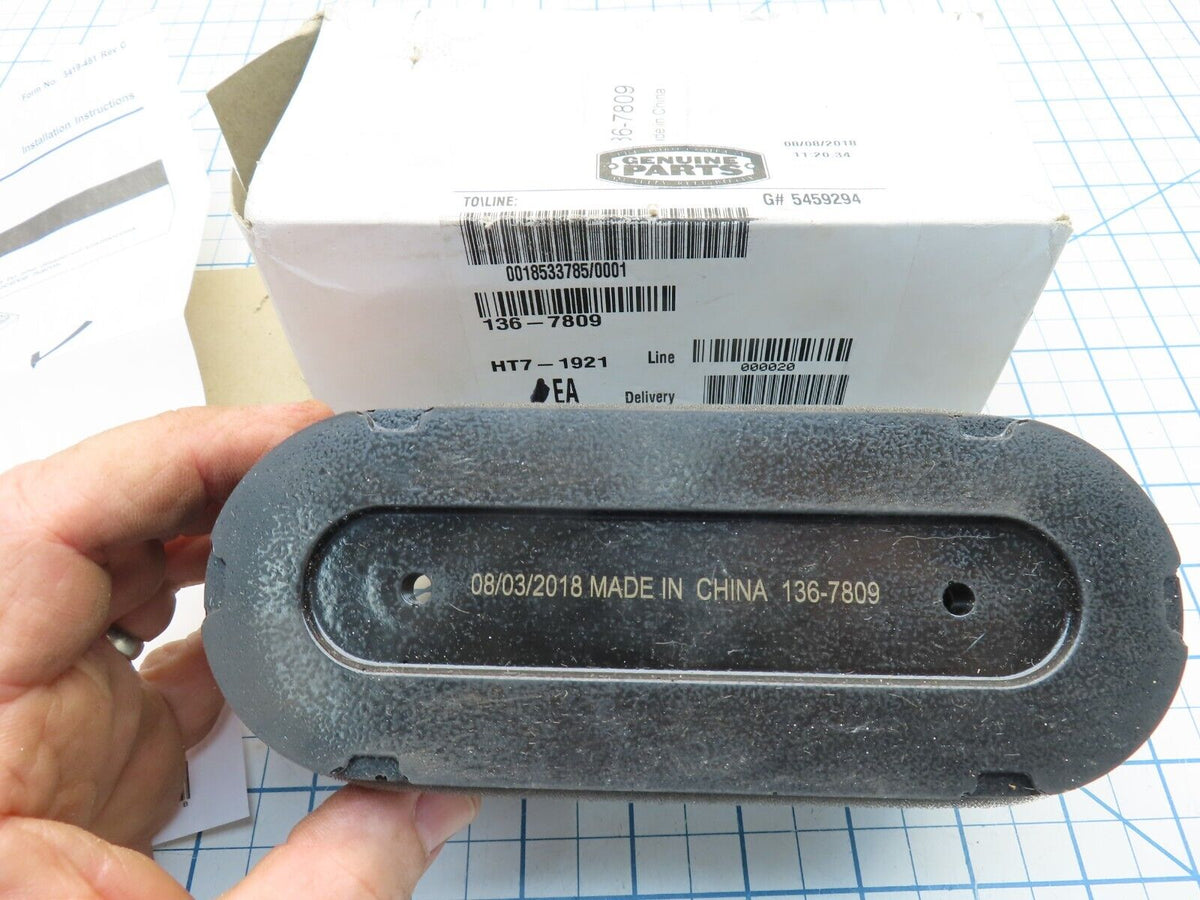 Form No. 3419-451 Rev C
Installation Instructions
36-7809
de in China
08/08/2018
11:20:34
GENUINE
PARTS
TO\LINE:
G# 5459294
0018533785/0001
136-7809
HT7-1921
Line
000020
EA
Delivery
08/03/2018 MADE IN CHINA 136-7809